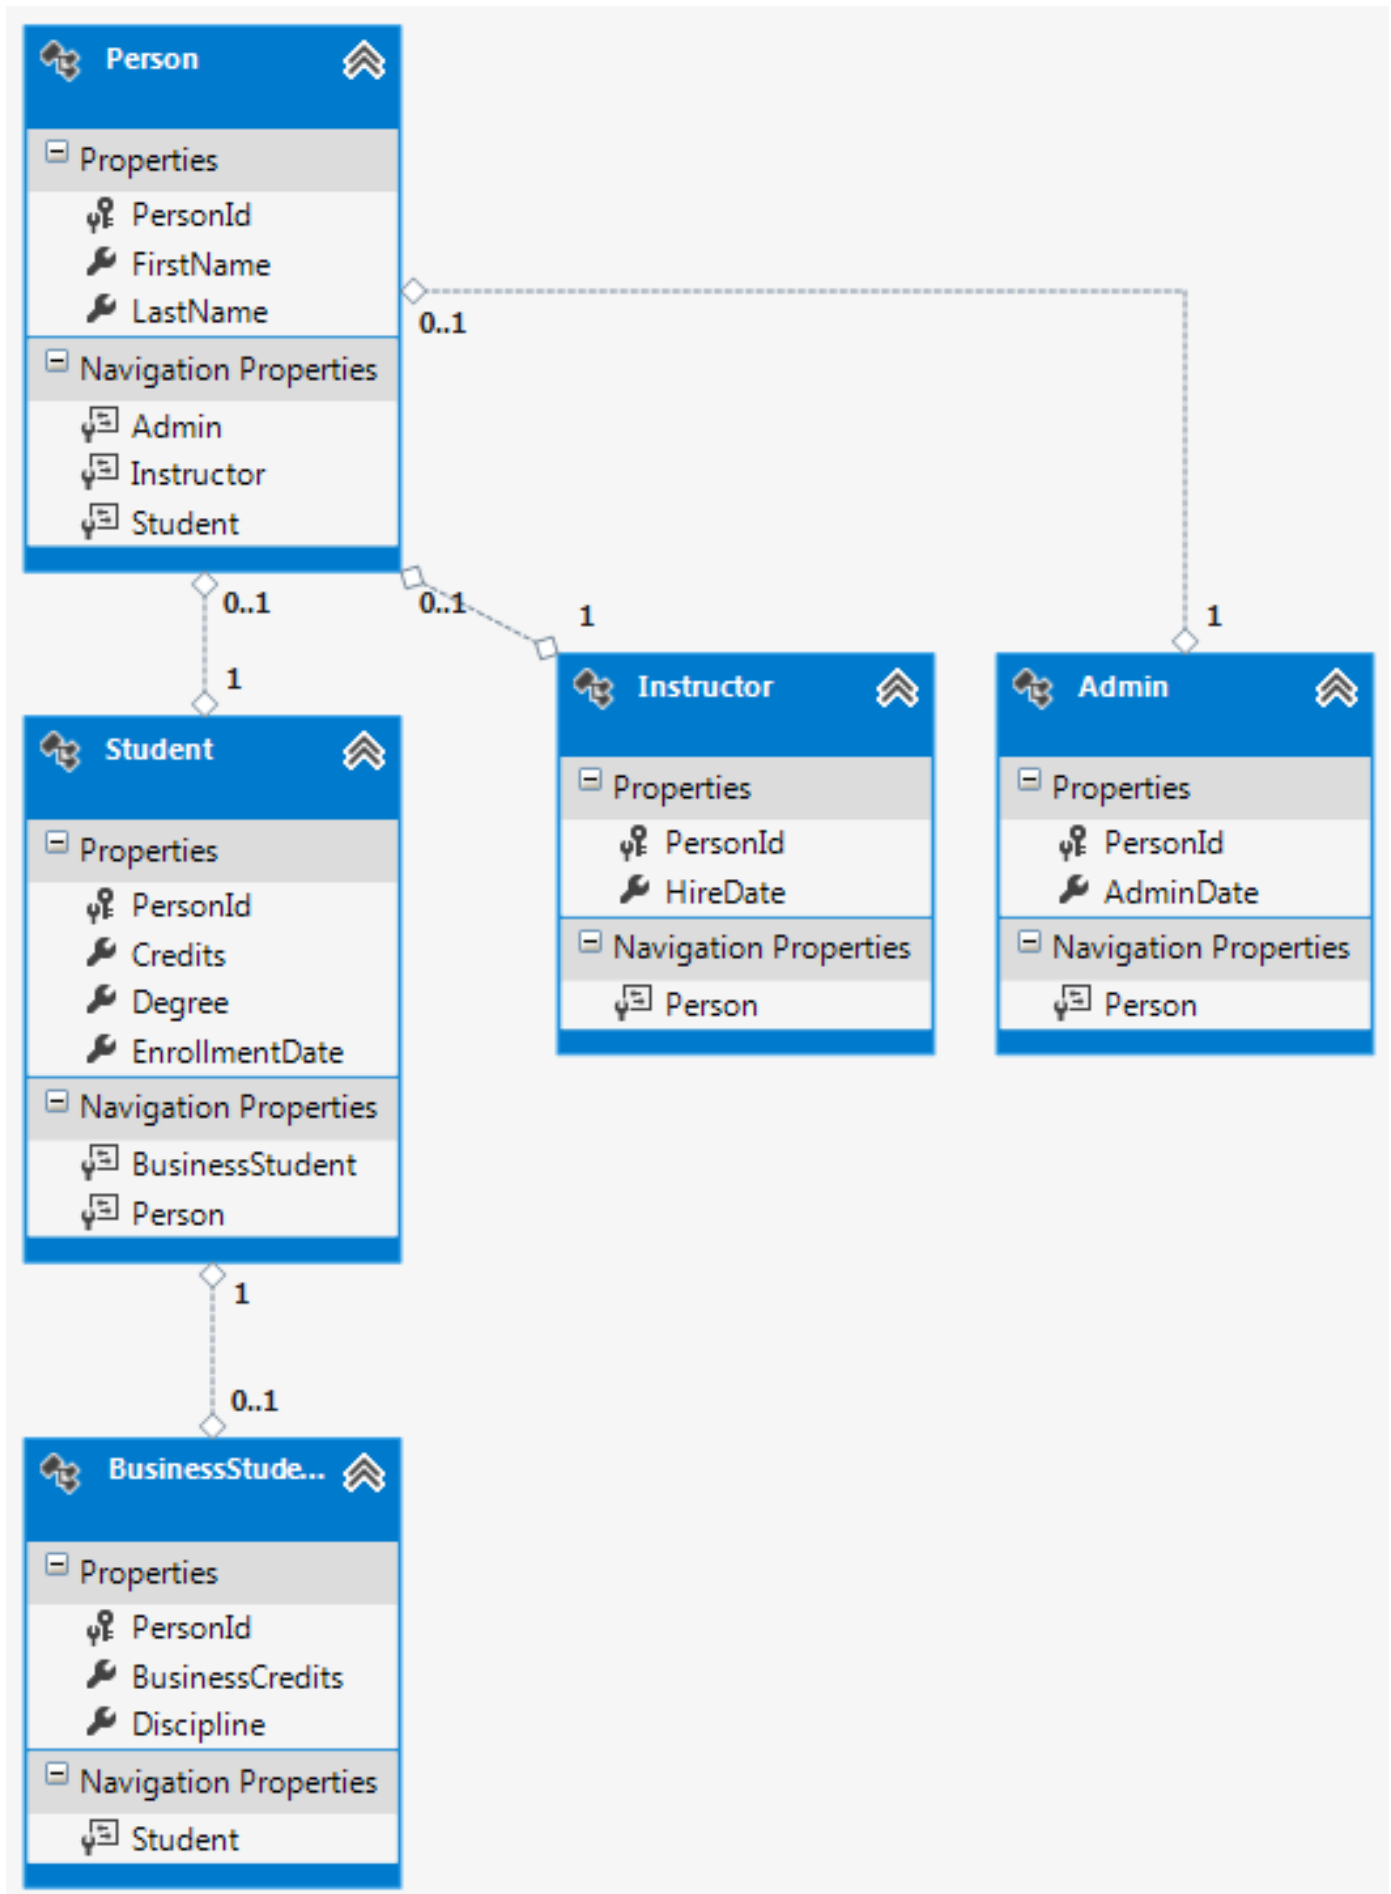 Person
Properties
PersonId
FirstName
LastName
Navigation Properties
Admin
Instructor
Student
0..1
0..1
0..1
1
1
1
Student
Properties
PersonId
Credits
Degree
EnrollmentDate
Navigation Properties
BusinessStudent
Person
Instructor
Properties
PersonId
HireDate
Navigation Properties
Person
Admin
Properties
PersonId
AdminDate
Navigation Properties
Person
1
0..1
BusinessStude...
Properties
PersonId
BusinessCredits
Discipline
Navigation Properties
Student